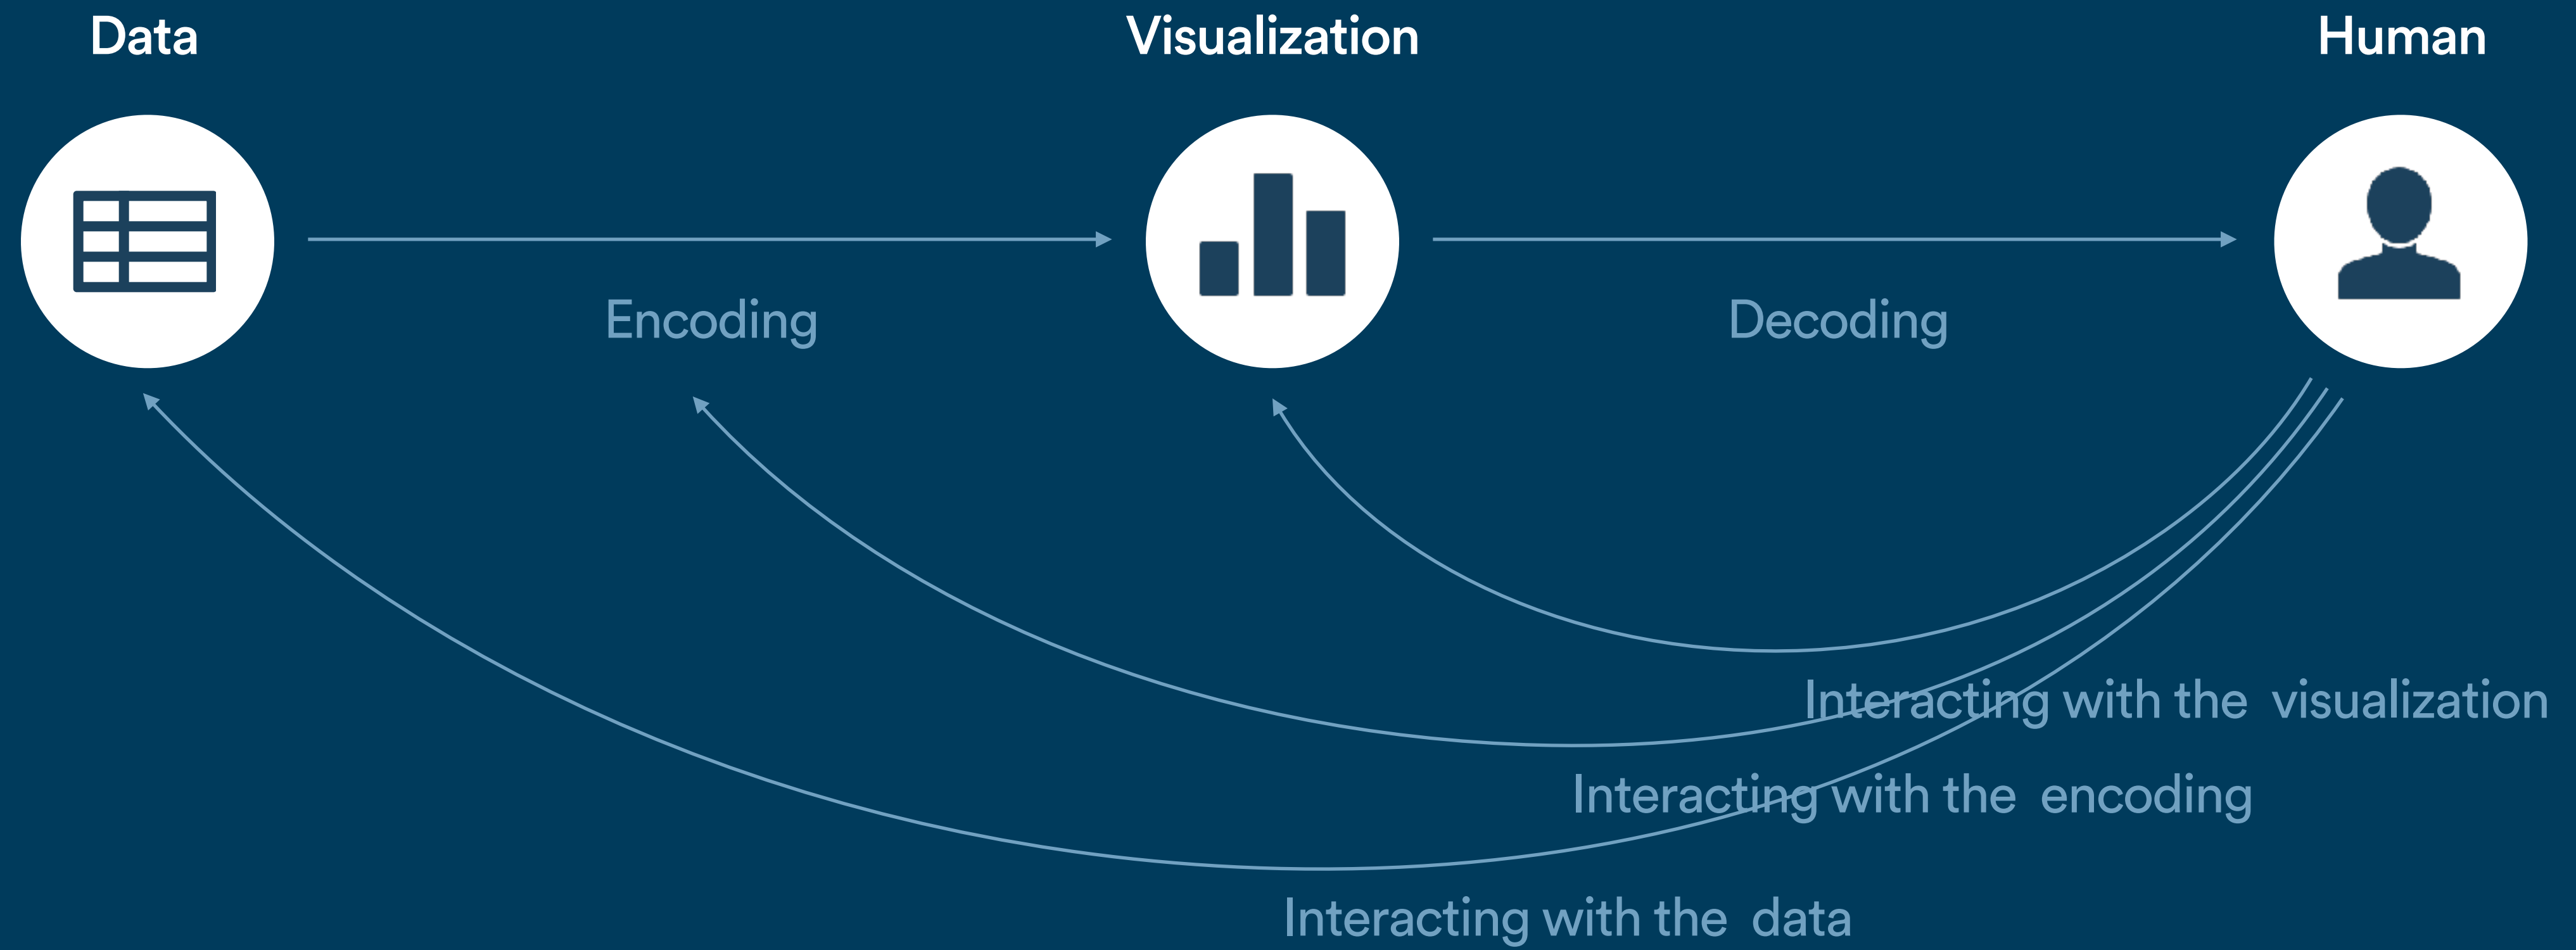 Data
Visualization
Human
Encoding
Decoding
Interacting with the visualization
Interacting with the encoding
Interacting with the data